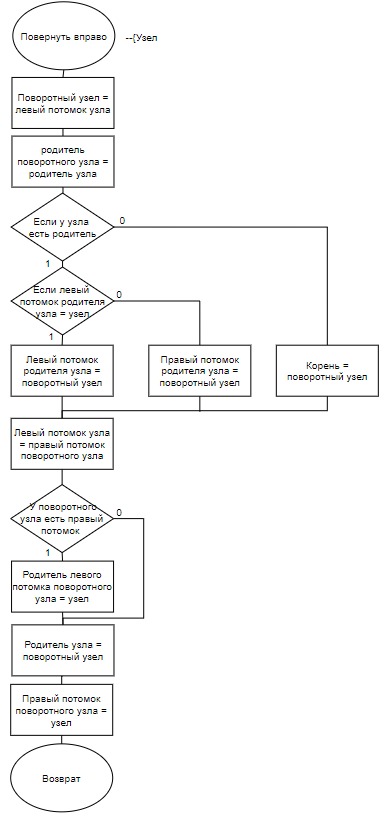 Повернуть вправо
--{Узел
Поворотный узел =
левый потомок узла
родитель
поворотного узла =
родитель узла
Если у узла
есть родитель
0
1
Если левый
потомок родителя
узла = узел
0
1
Левый потомок
родителя узла =
поворотный узел
Правый потомок
родителя узла =
поворотный узел
Корень =
поворотный узел
Левый потомок узла
= правый потомок
поворотного узла
У поворотного
узла есть правый
потомок
0
1
Родитель левого
потомка поворотного
узла = узел
Родитель узла =
поворотный узел
Правый потомок
поворотного узла =
узел
Возврат